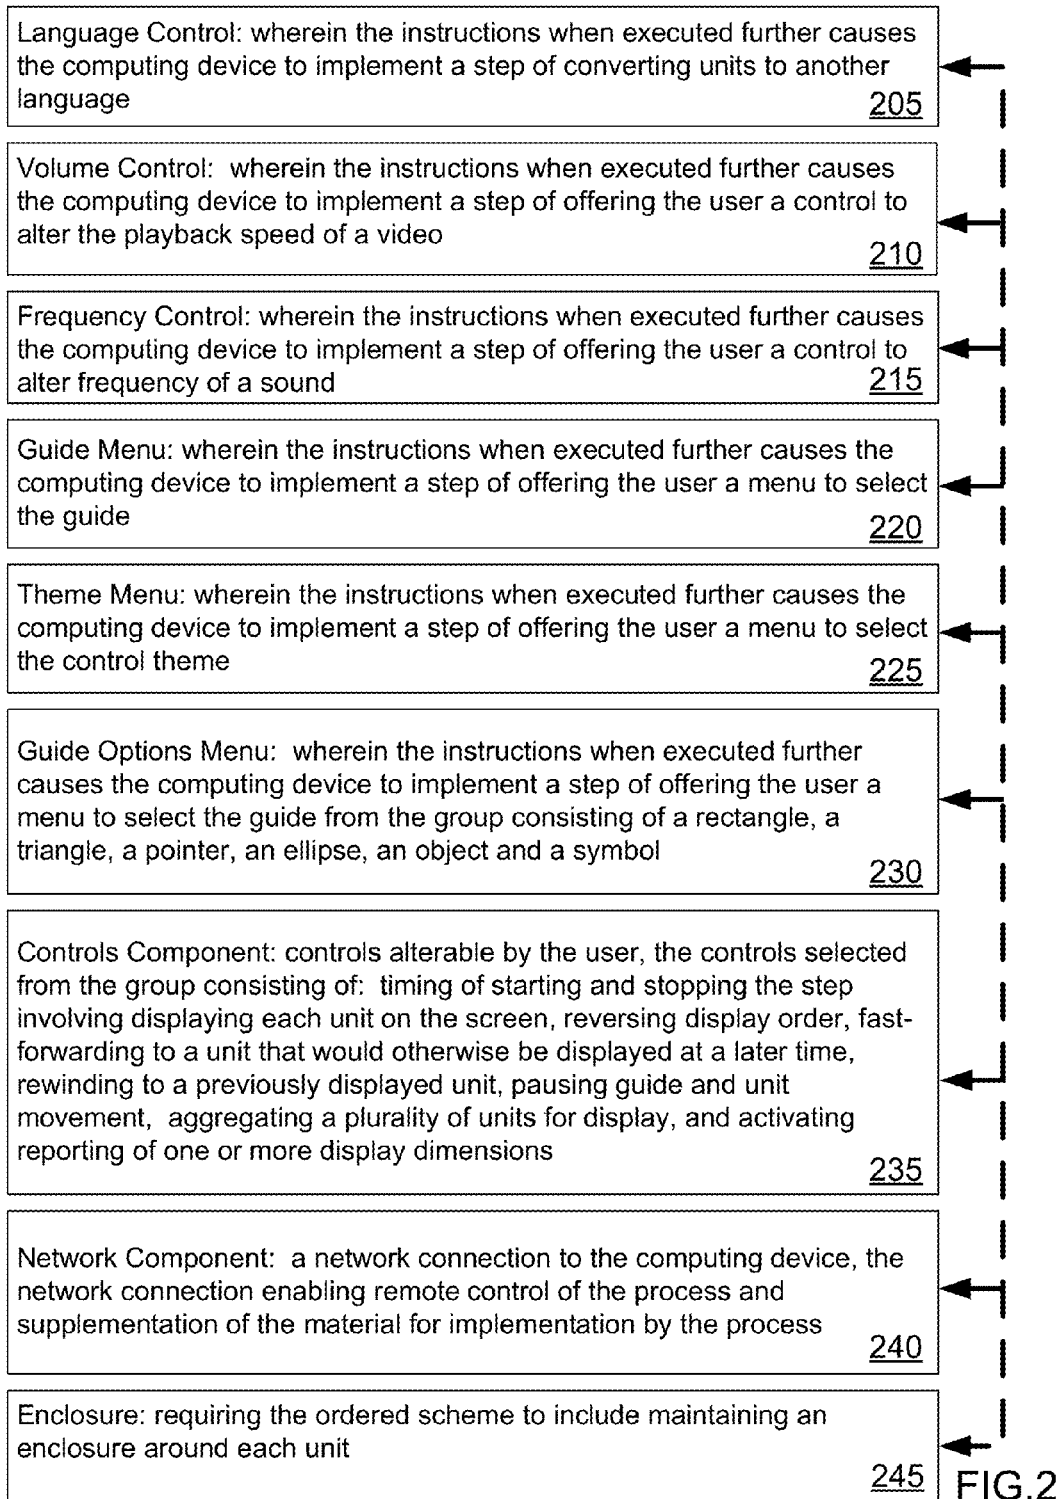 Language Control: wherein the instructions when executed further causes
the computing device to implement a step of converting units to another
language
205
Volume Control: wherein the instructions when executed further causes
the computing device to implement a step of offering the user a control to
alter the playback speed of a video
210
Frequency Control: wherein the instructions when executed further causes
the computing device to implement a step of offering the user a control to
alter frequency of a sound
215
Guide Menu: wherein the instructions when executed further causes the
computing device to implement a step of offering the user a menu to select
the guide
220
Theme Menu: wherein the instructions when executed further causes the
computing device to implement a step of offering the user a menu to select
the control theme
225
Guide Options Menu: wherein the instructions when executed further
causes the computing device to implement a step of offering the user a
menu to select the guide from the group consisting of a rectangle, a
triangle, a pointer, an ellipse, an object and a symbol
230
Controls Component: controls alterable by the user, the controls selected
from the group consisting of: timing of starting and stopping the step
involving displaying each unit on the screen, reversing display order, fast-
forwarding to a unit that would otherwise be displayed at a later time,
rewinding to a previously displayed unit, pausing guide and unit
movement, aggregating a plurality of units for display, and activating
reporting of one or more display dimensions
235
Network Component: a network connection to the computing device, the
network connection enabling remote control of the process and
supplementation of the material for implementation by the process
240
Enclosure: requiring the ordered scheme to include maintaining an
enclosure around each unit
245
FIG.2